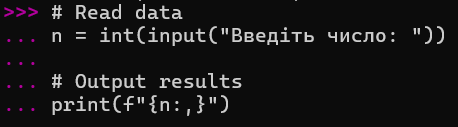 >>> # Read data
... n = int(input("Введіть число: "))
...
... # Output results
... print(f"{n:,}")